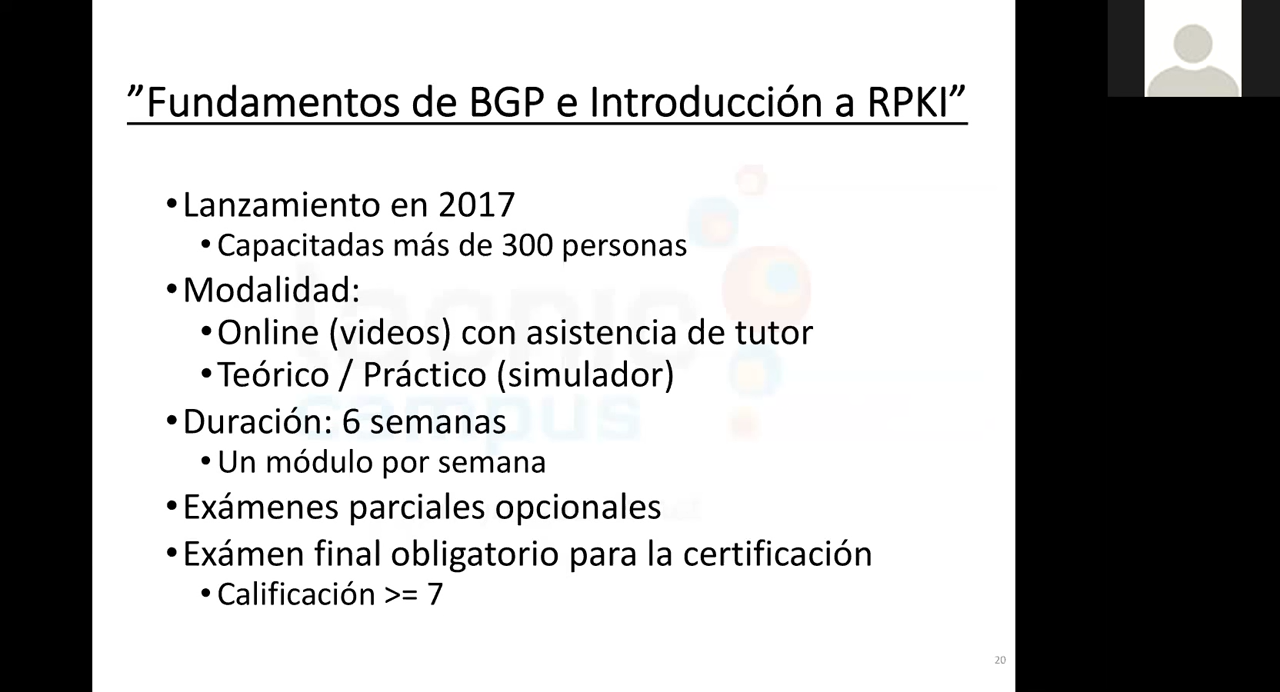 ”Fundamentos de BGP e Introducción a RPKI”
•Lanzamiento en 2017
•Capacitadas más de 300 personas
•Modalidad:
•Online (videos) con asistencia de tutor
•Teórico / Práctico (simulador)
•Duración: 6 semanas
•Un módulo por semana
•Exámenes parciales opcionales
•Exámen final obligatorio para la certificación
•Calificación >= 7
20
lacnic
campus